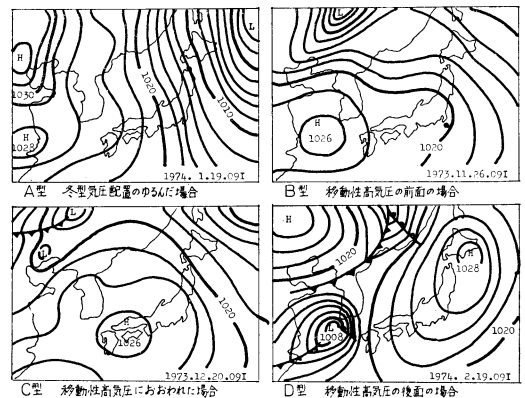 L
H
1030
H
1028
1020
1010
1974. 1.19.09I
A型 冬型気圧配置のゆるんだ場合
L
H
1026
1020
1973.11.26.09I
B型 移動性高気圧の前面の場合
L
L
H
1026
1020
1973.12.20.09I
C型 移動性高気圧におおわれた場合
H
1020
H
1028
L
1008
1020
1974. 2.19.09I
D型 移動性高気圧の後面の場合